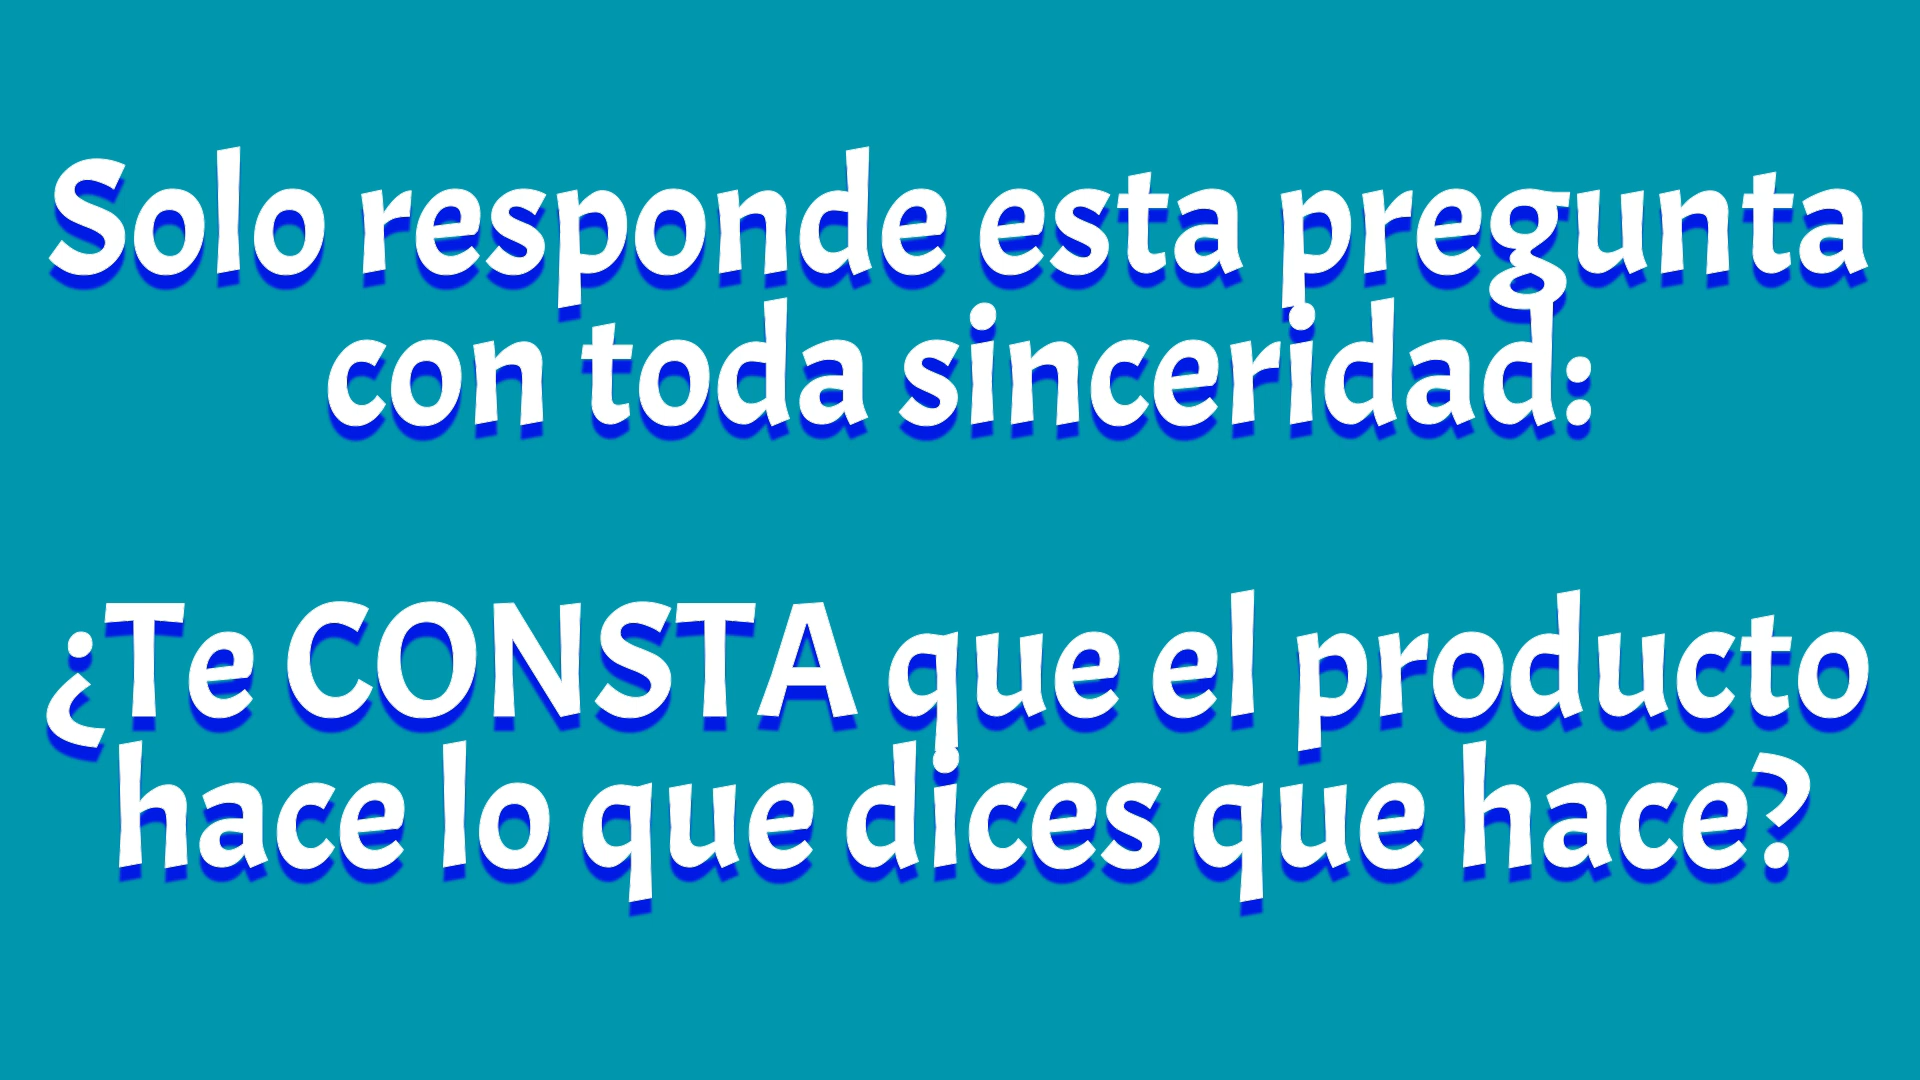 Solo responde esta pregunta
con toda sinceridad:
¿Te CONSTA que el producto
hace lo que dices que hace?